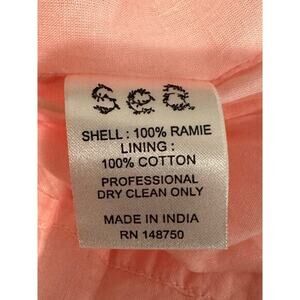 Sea
SHELL : 100% RAMIE
LINING :
100% COTTON
PROFESSIONAL
DRY CLEAN ONLY
MADE IN INDIA
RN 148750